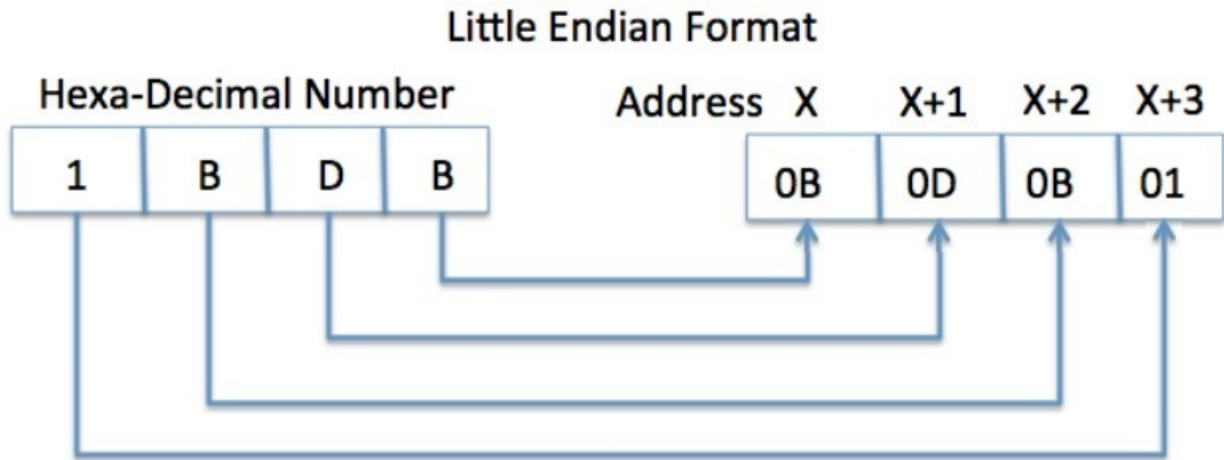 Little Endian Format
Hexa-Decimal Number
Address X X+1 X+2 X+3
1 B D B
0B 0D 0B 01